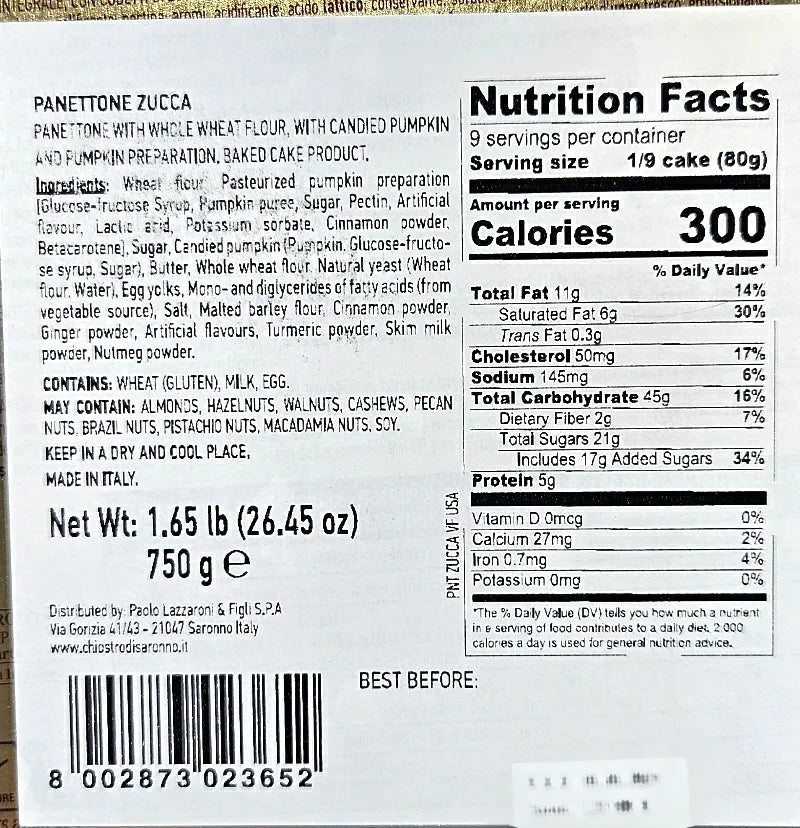 PANETTONE ZUCCA
PANETTONE WITH WHOLE WHEAT FLOUR, WITH CANDIED PUMPKIN
AND PUMPKIN PREPARATION. BAKED CAKE PRODUCT.
Ingredients: Wheat flour Pasteurized pumpkin preparation
[Glucose-fructose Syrup, Pumpkin puree, Sugar, Pectin, Artificial
flavour, Lactic acid, Potassium sorbate, Cinnamon powder,
Betacarotene], Sugar, Candied pumpkin (Pumpkin, Glucose-fructo-
se syrup, Sugar), Butter, Whole wheat flour, Natural yeast (Wheat
flour, Water), Egg yolks, Mono- and diglycerides of fatty acids (from
vegetable source), Salt, Malted barley flour, Cinnamon powder,
Ginger powder, Artificial flavours, Turmeric powder, Skim milk
powder, Nutmeg powder.
CONTAINS: WHEAT (GLUTEN), MILK, EGG.
MAY CONTAIN: ALMONDS, HAZELNUTS, WALNUTS, CASHEWS, PECAN
NUTS, BRAZIL NUTS, PISTACHIO NUTS, MACADAMIA NUTS, SOY.
KEEP IN A DRY AND COOL PLACE.
MADE IN ITALY.
Net Wt: 1.65 lb (26.45 oz)
750 g e
Distributed by: Paolo Lazzaroni & Figli S.P.A
Via Gorizia 41/43 - 21047 Saronno Italy
www.chiostrodisaronno.it
8 002873 023652
PNT ZUCCA VF USA
Nutrition Facts
9 servings per container
Serving size 1/9 cake (80g)
Amount per serving
Calories 300
% Daily Value*
Total Fat 11g 14%
Saturated Fat 6g 30%
Trans Fat 0.3g
Cholesterol 50mg 17%
Sodium 145mg 6%
Total Carbohydrate 45g 16%
Dietary Fiber 2g 7%
Total Sugars 21g
Includes 17g Added Sugars 34%
Protein 5g
Vitamin D 0mcg 0%
Calcium 27mg 2%
Iron 0.7mg 4%
Potassium 0mg 0%
*The % Daily Value (DV) tells you how much a nutrient
in a serving of food contributes to a daily diet. 2,000
calories a day is used for general nutrition advice.
BEST BEFORE: